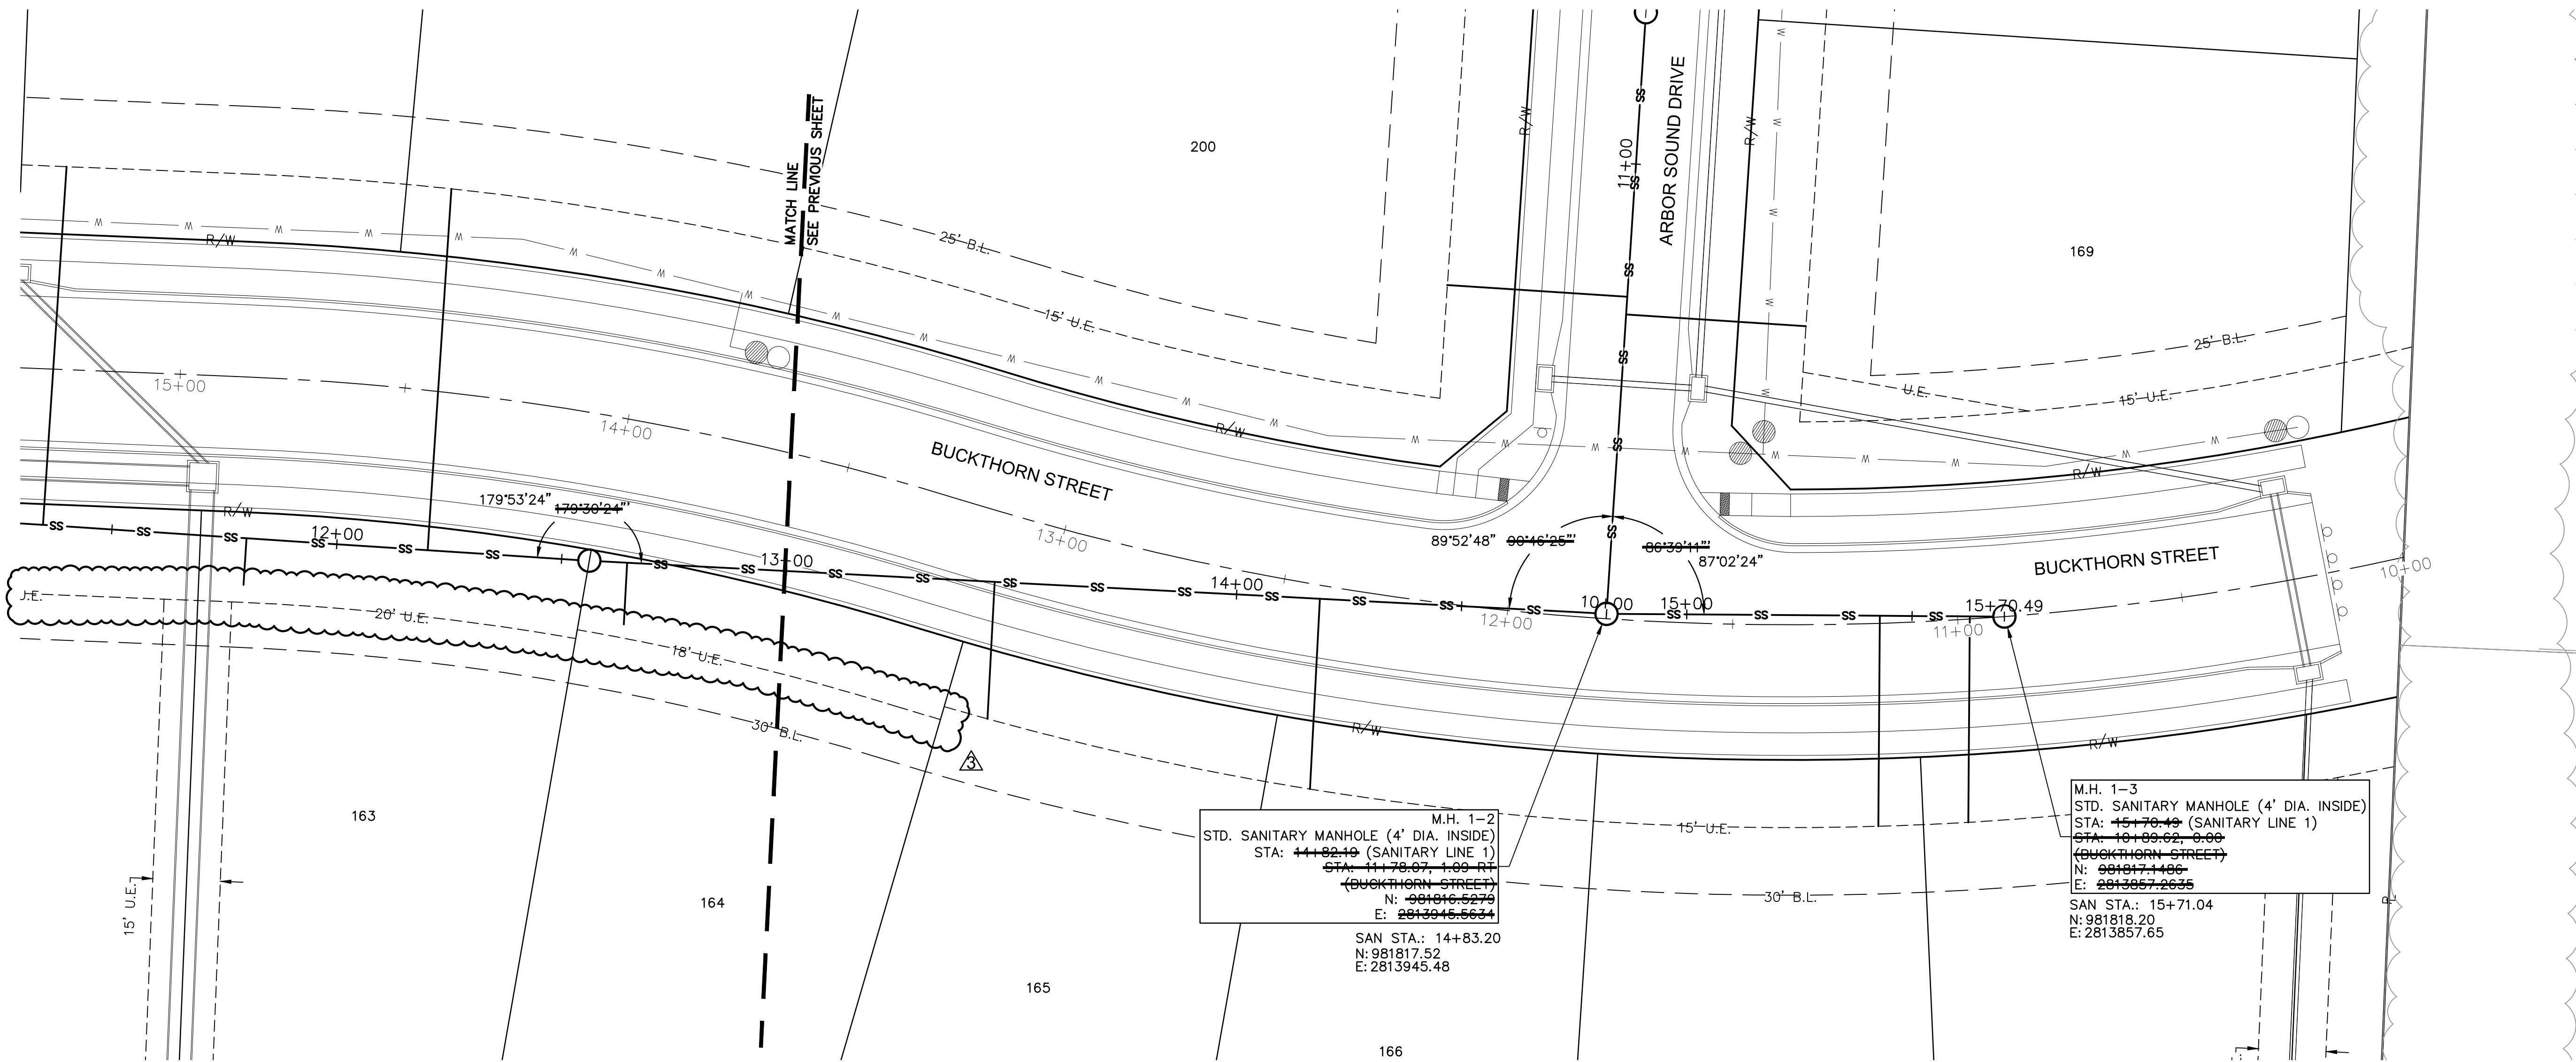 MATCH LINE
SEE PREVIOUS SHEET
200
ARBOR SOUND DRIVE
11+00
R/W
R/W
169
R/W
25' B.L.
15' U.E.
25' B.L.
U.E.
15' U.E.
15+00
14+00
BUCKTHORN STREET
R/W
R/W
13+00
R/W
12+00
179°53'24"
179°30'24"'
13+00
14+00
89°52'48"
90°46'25"'
86°39'11"'
87°02'24"
BUCKTHORN STREET
10+00
10+00
15+00
15+70.49
12+00
11+00
20' U.E.
18' U.E.
30' B.L.
3
R/W
R/W
15' U.E.
30' B.L.
15' U.E.
163
164
165
166
M.H. 1-2
STD. SANITARY MANHOLE (4' DIA. INSIDE)
STA: 14+82.19 (SANITARY LINE 1)
STA: 11+78.07, 1.09 RT
(BUCKTHORN STREET)
N: 981816.5279
E: 2813945.5634
SAN STA.: 14+83.20
N: 981817.52
E: 2813945.48
M.H. 1-3
STD. SANITARY MANHOLE (4' DIA. INSIDE)
STA: 15+70.49 (SANITARY LINE 1)
STA: 10+89.62, 0.00
(BUCKTHORN STREET)
N: 981817.1486
E: 2813857.2635
SAN STA.: 15+71.04
N: 981818.20
E: 2813857.65